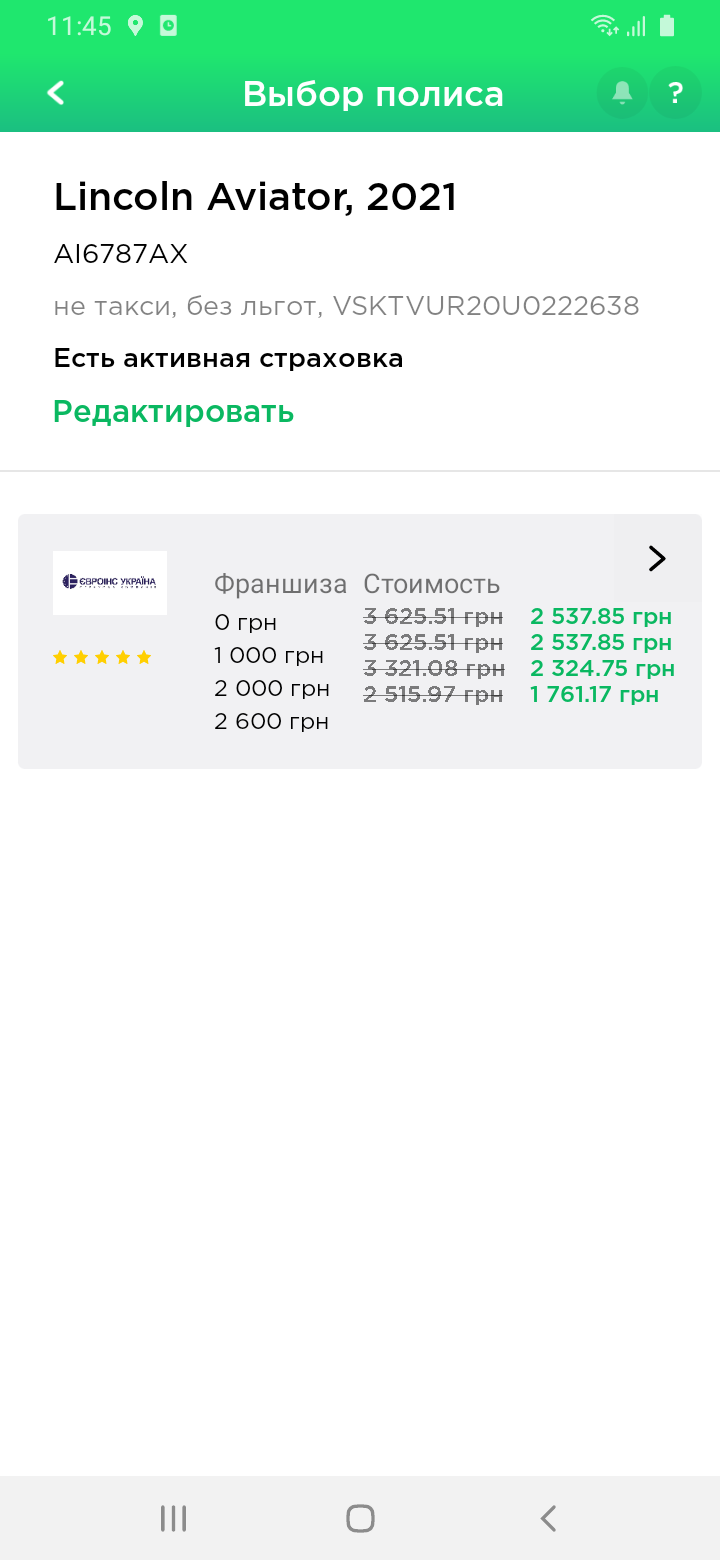 11:45
Выбор полиса
?
Lincoln Aviator, 2021
AI6787AX
не такси, без льгот, VSKTVUR20U0222638
Есть активная страховка
Редактировать
ЄВРОІНС УКРАЇНА
Франшиза Стоимость
0 грн 3 625.51 грн 2 537.85 грн
1 000 грн 3 625.51 грн 2 537.85 грн
2 000 грн 3 321.08 грн 2 324.75 грн
2 600 грн 2 515.97 грн 1 761.17 грн